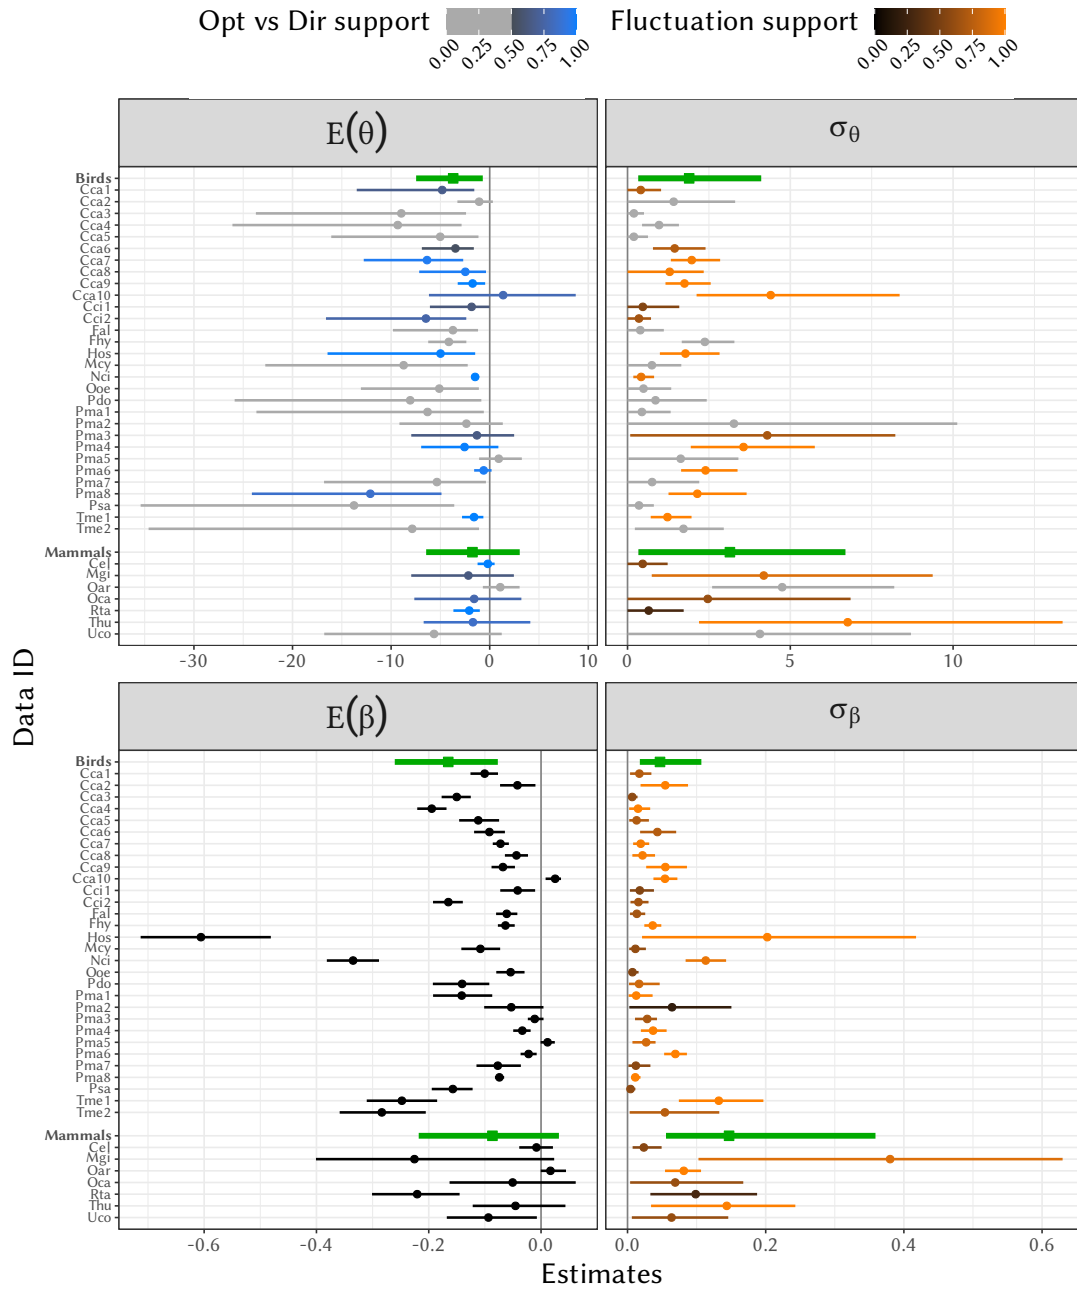 Opt vs Dir support
0.00
0.25
0.50
0.75
1.00
Fluctuation support
0.00
0.25
0.50
0.75
1.00
E(θ)
σθ
Data ID
Birds
Cca1
Cca2
Cca3
Cca4
Cca5
Cca6
Cca7
Cca8
Cca9
Cca10
Cci1
Cci2
Fal
Fhy
Hos
Mcy
Nci
Ooe
Pdo
Pma1
Pma2
Pma3
Pma4
Pma5
Pma6
Pma7
Pma8
Psa
Tme1
Tme2
Mammals
Cel
Mgi
Oar
Oca
Rta
Thu
Uco
-30
-20
-10
0
10
0
5
10
E(β)
σβ
Birds
Cca1
Cca2
Cca3
Cca4
Cca5
Cca6
Cca7
Cca8
Cca9
Cca10
Cci1
Cci2
Fal
Fhy
Hos
Mcy
Nci
Ooe
Pdo
Pma1
Pma2
Pma3
Pma4
Pma5
Pma6
Pma7
Pma8
Psa
Tme1
Tme2
Mammals
Cel
Mgi
Oar
Oca
Rta
Thu
Uco
-0.6
-0.4
-0.2
0.0
0.0
0.2
0.4
0.6
Estimates